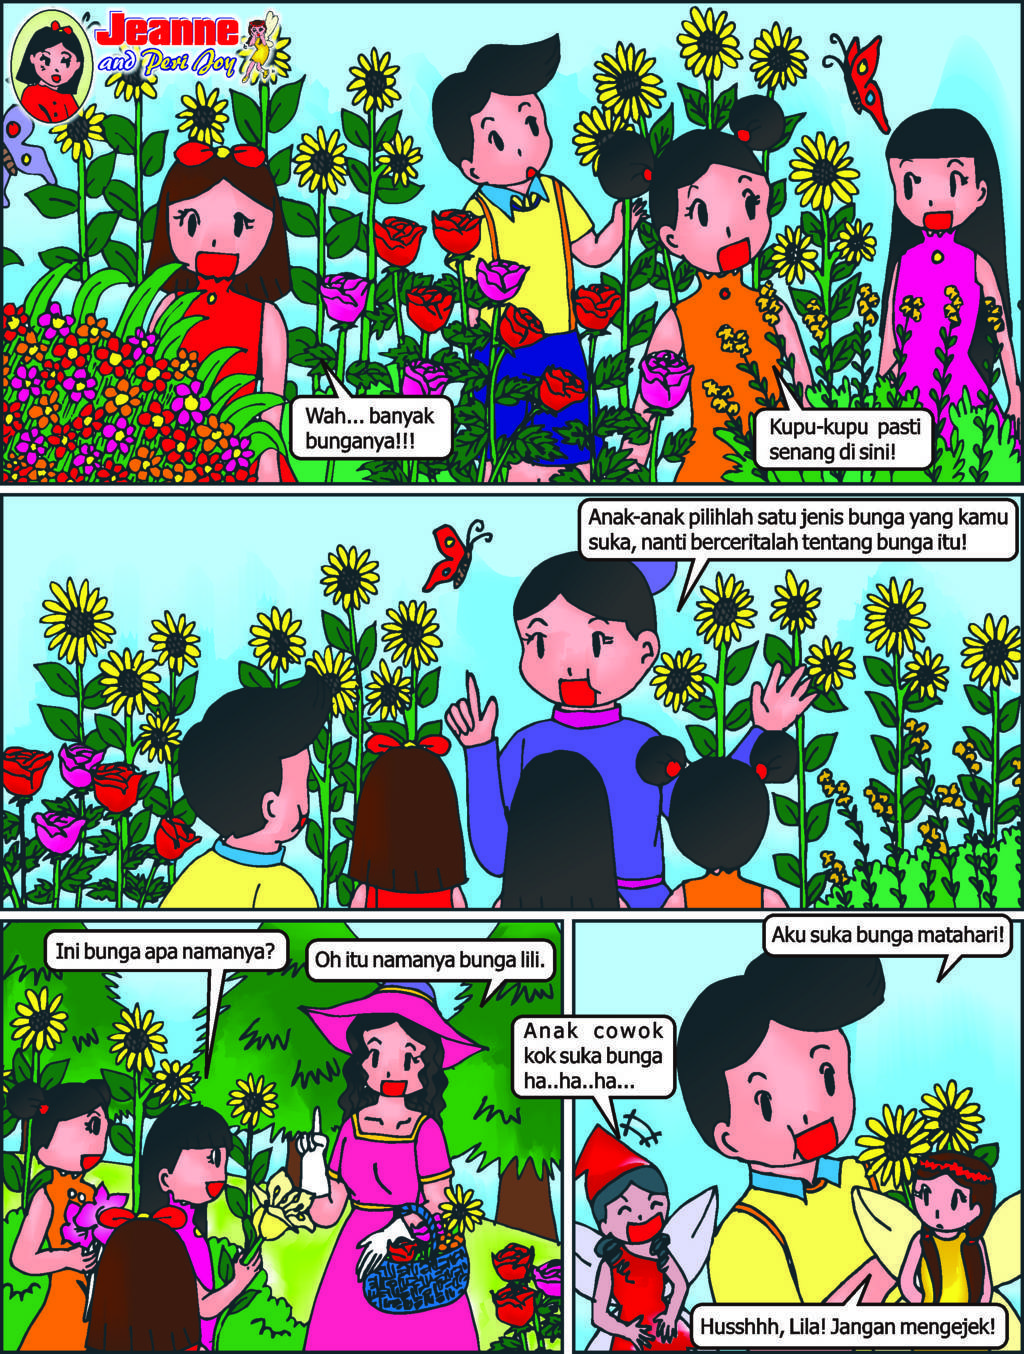 Jeanne
and Peri Joy
Wah... banyak
bunganya!!!
Kupu-kupu pasti
senang di sini!
Anak-anak pilihlah satu jenis bunga yang kamu
suka, nanti berceritalah tentang bunga itu!
Ini bunga apa namanya?
Oh itu namanya bunga lili.
Aku suka bunga matahari!
Anak cowok
kok suka bunga
ha..ha..ha...
Husshhh, Lila! Jangan mengejek!